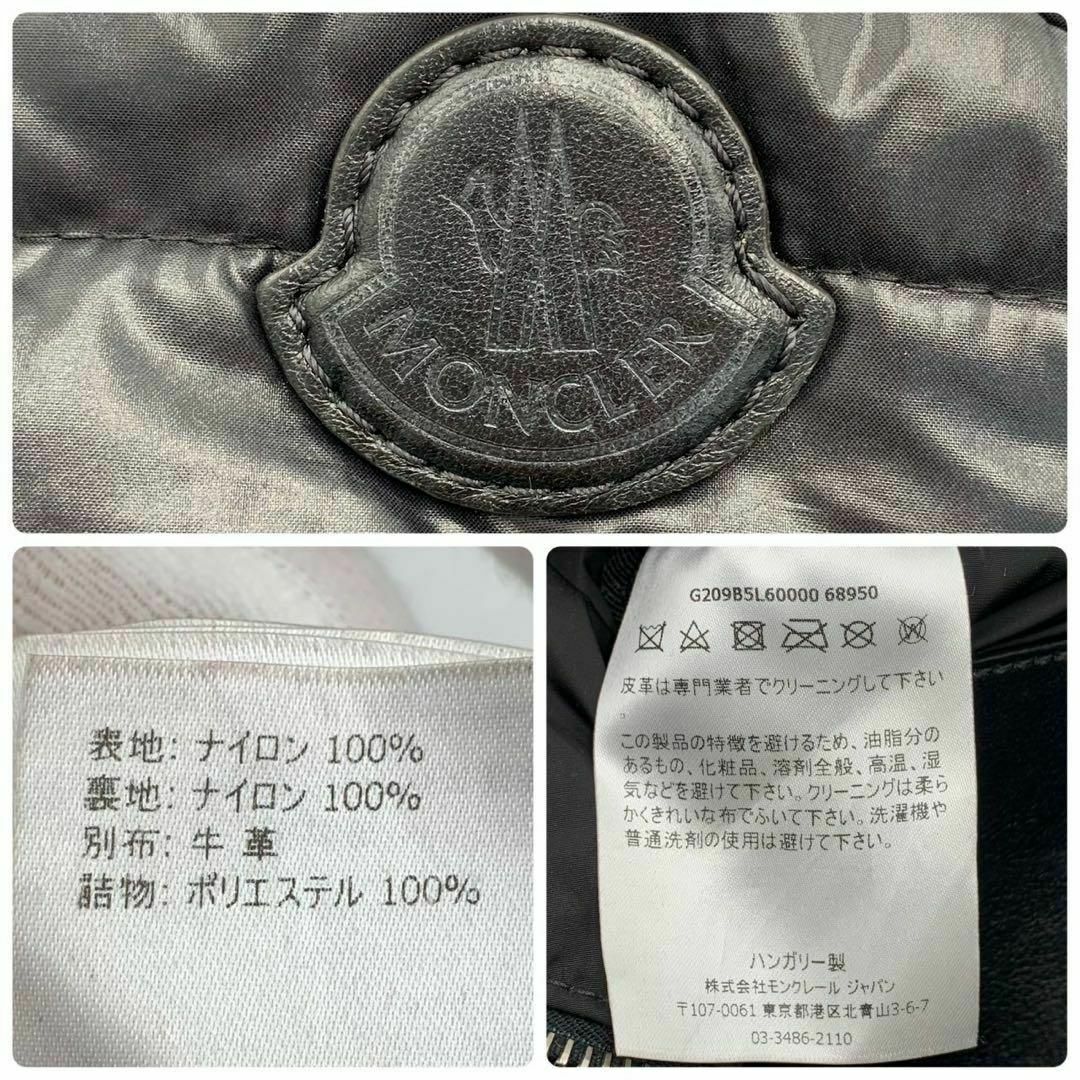 MONCLER
表地: ナイロン 100%
裏地: ナイロン 100%
別布: 牛 革
詰物: ポリエステル 100%
G209B5L60000 68950
皮革は専門業者でクリーニングして下さい
。
この製品の特徴を避けるため、油脂分の
あるもの、化粧品、溶剤全般、高温、湿
気などを避けて下さい。クリーニングは柔ら
かくきれいな布でふいて下さい。洗濯機や
普通洗剤の使用は避けて下さい。
ハンガリー製
株式会社モンクレール ジャパン
〒107-0061 東京都港区北青山3-6-7
03-3486-2110